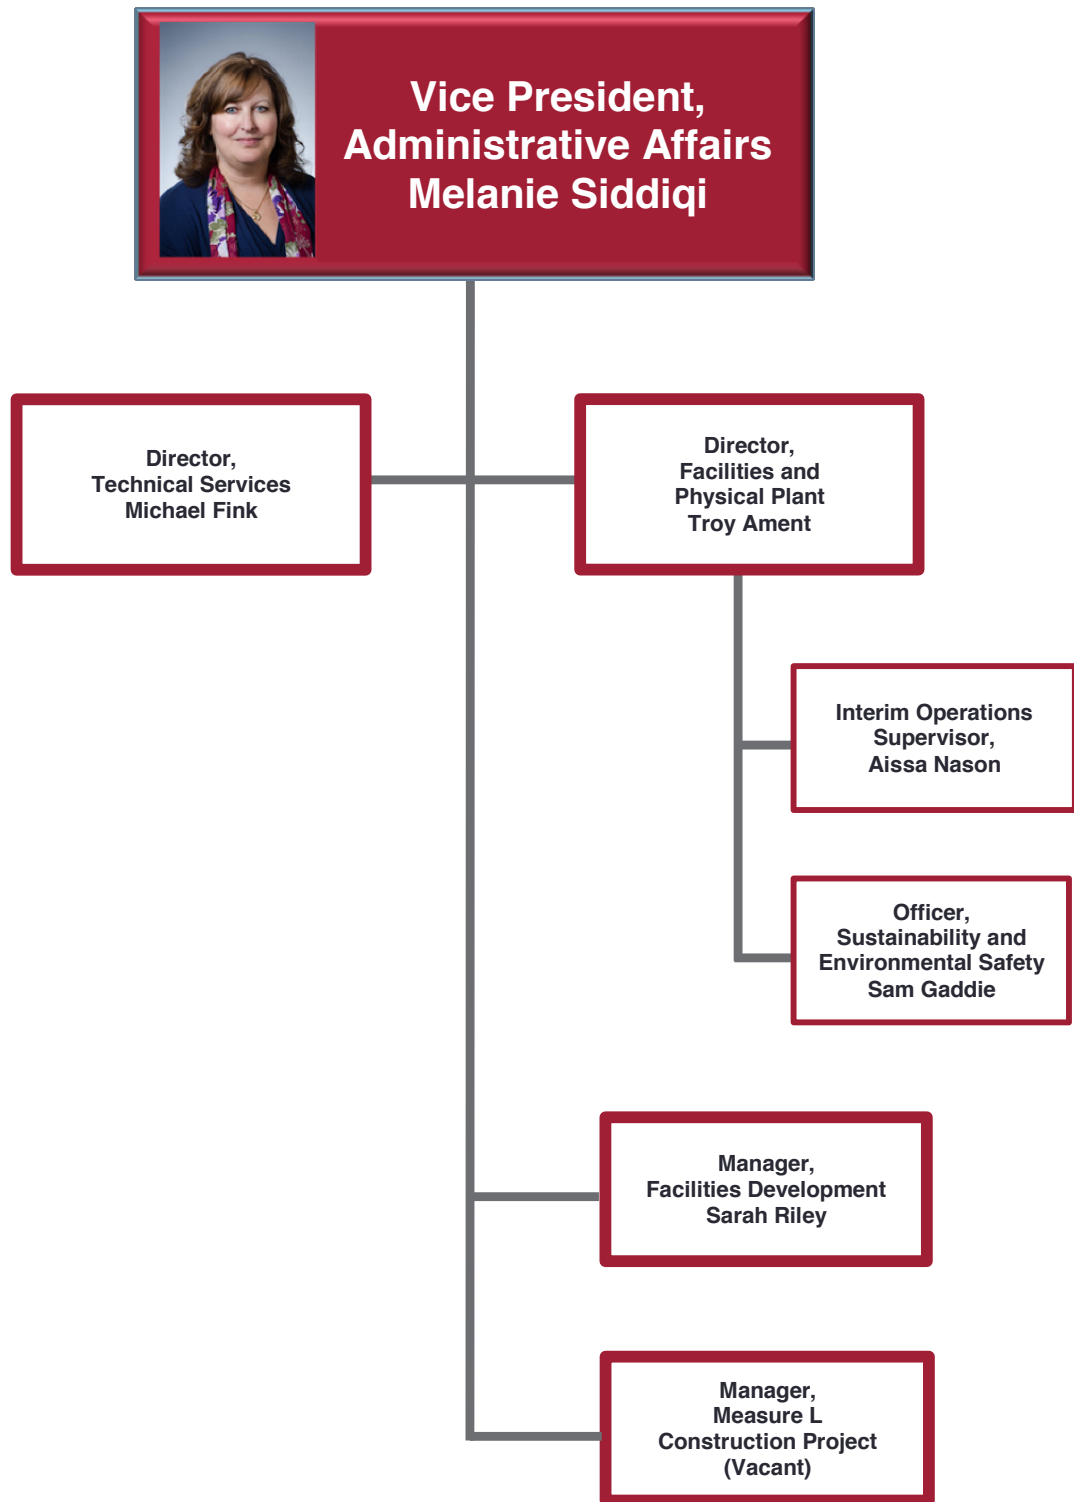 Vice President,
Administrative Affairs
Melanie Siddiqi
Director,
Technical Services
Michael Fink
Director,
Facilities and
Physical Plant
Troy Ament
Interim Operations
Supervisor,
Aissa Nason
Officer,
Sustainability and
Environmental Safety
Sam Gaddie
Manager,
Facilities Development
Sarah Riley
Manager,
Measure L
Construction Project
(Vacant)